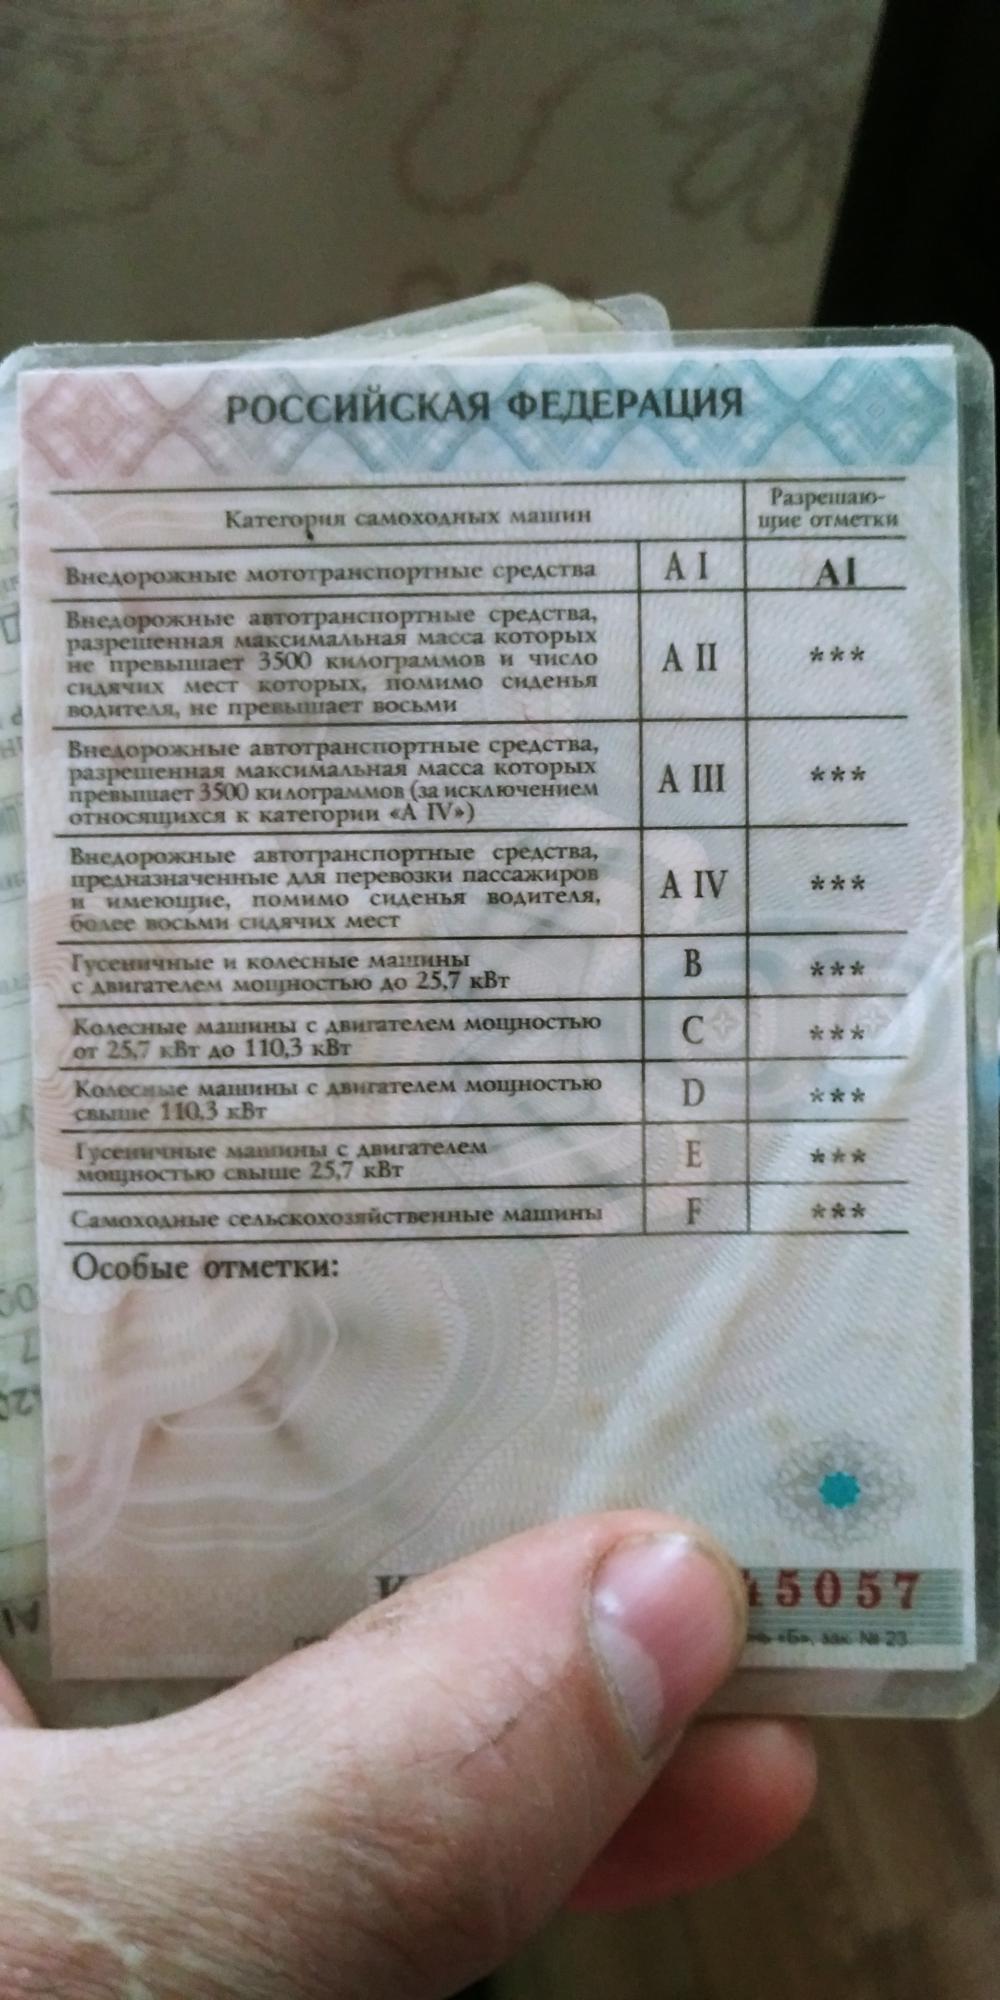 РОССИЙСКАЯ ФЕДЕРАЦИЯ
Категория самоходных машин
Разрешаю-
щие отметки
Внедорожные мототранспортные средства
А I
АI
Внедорожные автотранспортные средства,
разрешенная максимальная масса которых
не превышает 3500 килограммов и число
сидячих мест которых, помимо сиденья
водителя, не превышает восьми
А II
***
Внедорожные автотранспортные средства,
разрешенная максимальная масса которых
превышает 3500 килограммов (за исключением
относящихся к категории «А IV»)
А III
***
Внедорожные автотранспортные средства,
предназначенные для перевозки пассажиров
и имеющие, помимо сиденья водителя,
более восьми сидячих мест
А IV
***
Гусеничные и колесные машины
с двигателем мощностью до 25,7 кВт
В
***
Колесные машины с двигателем мощностью
от 25,7 кВт до 110,3 кВт
С
***
Колесные машины с двигателем мощностью
свыше 110,3 кВт
D
***
Гусеничные машины с двигателем
мощностью свыше 25,7 кВт
Е
***
Самоходные сельскохозяйственные машины
F
***
Особые отметки:
45057
«Б», зак. № 23